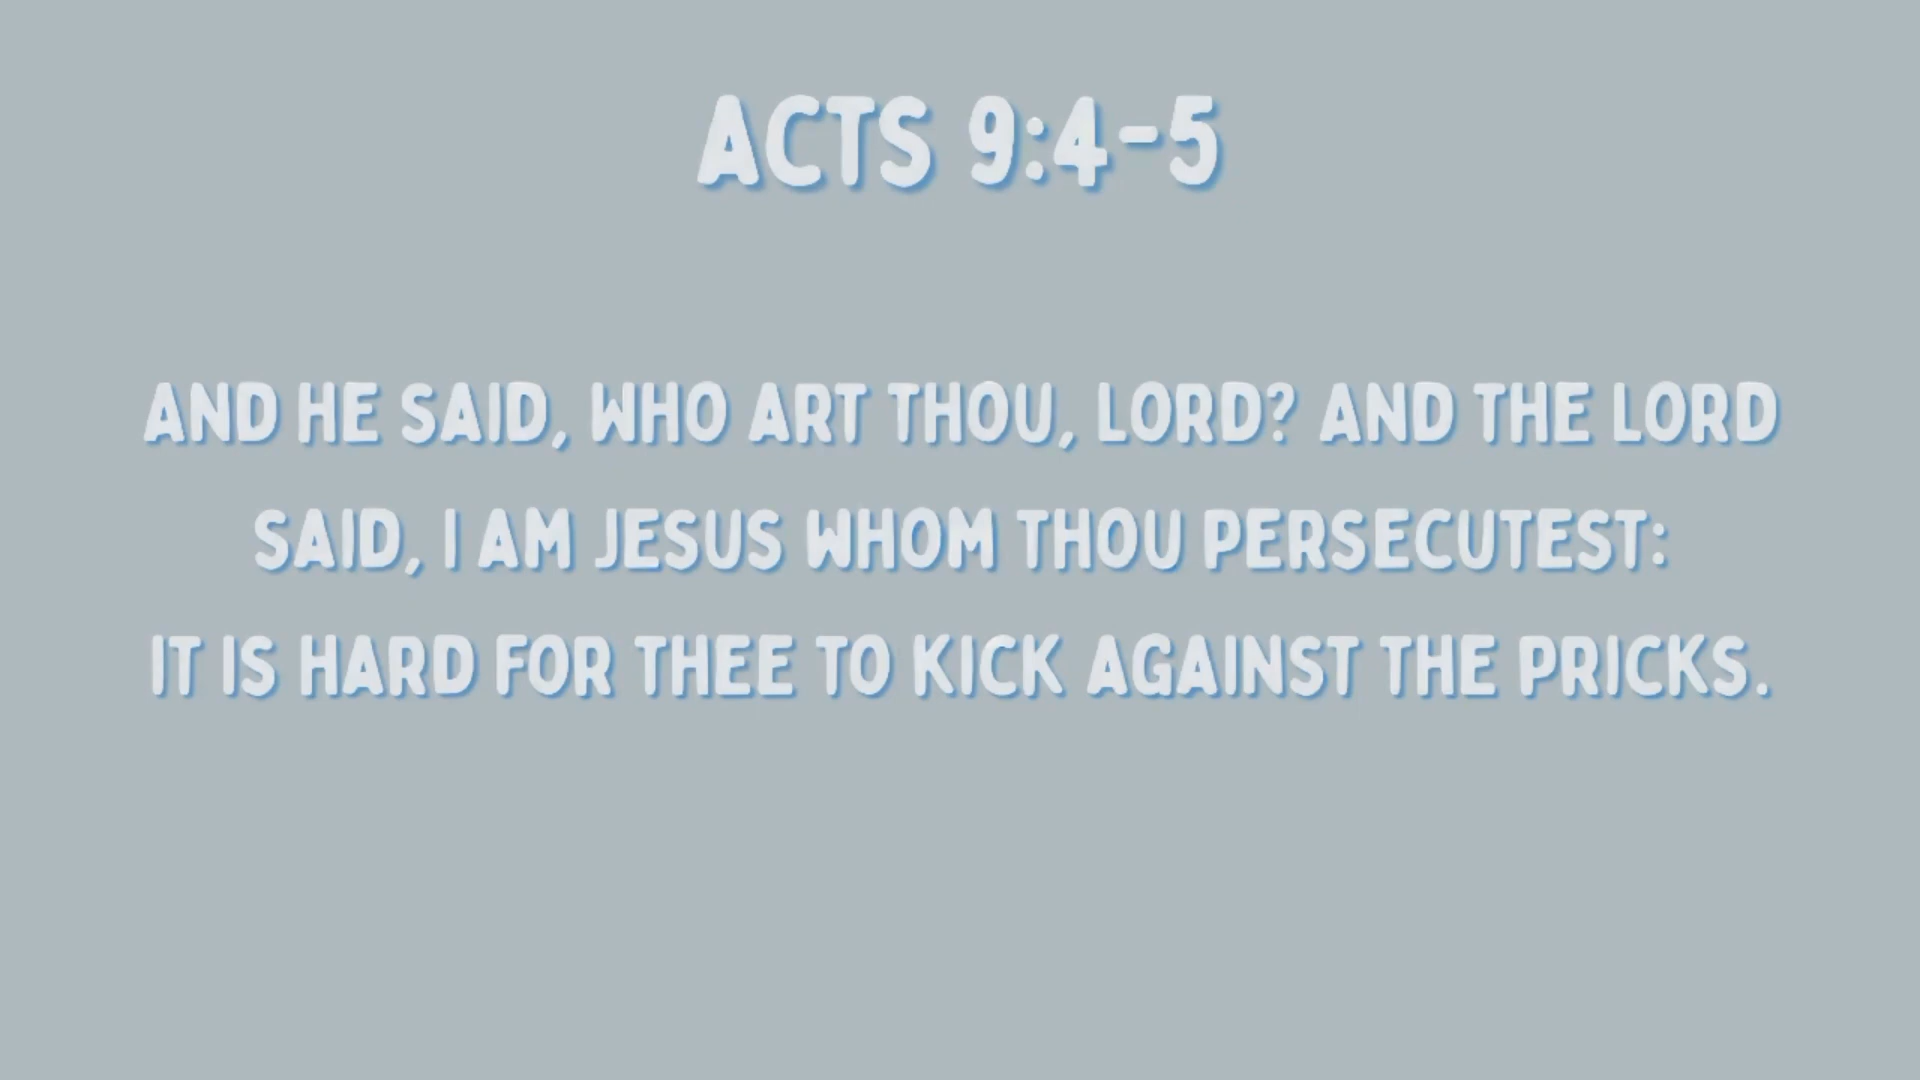 ACTS 9:4-5
AND HE SAID, WHO ART THOU, LORD? AND THE LORD
SAID, I AM JESUS WHOM THOU PERSECUTEST:
IT IS HARD FOR THEE TO KICK AGAINST THE PRICKS.